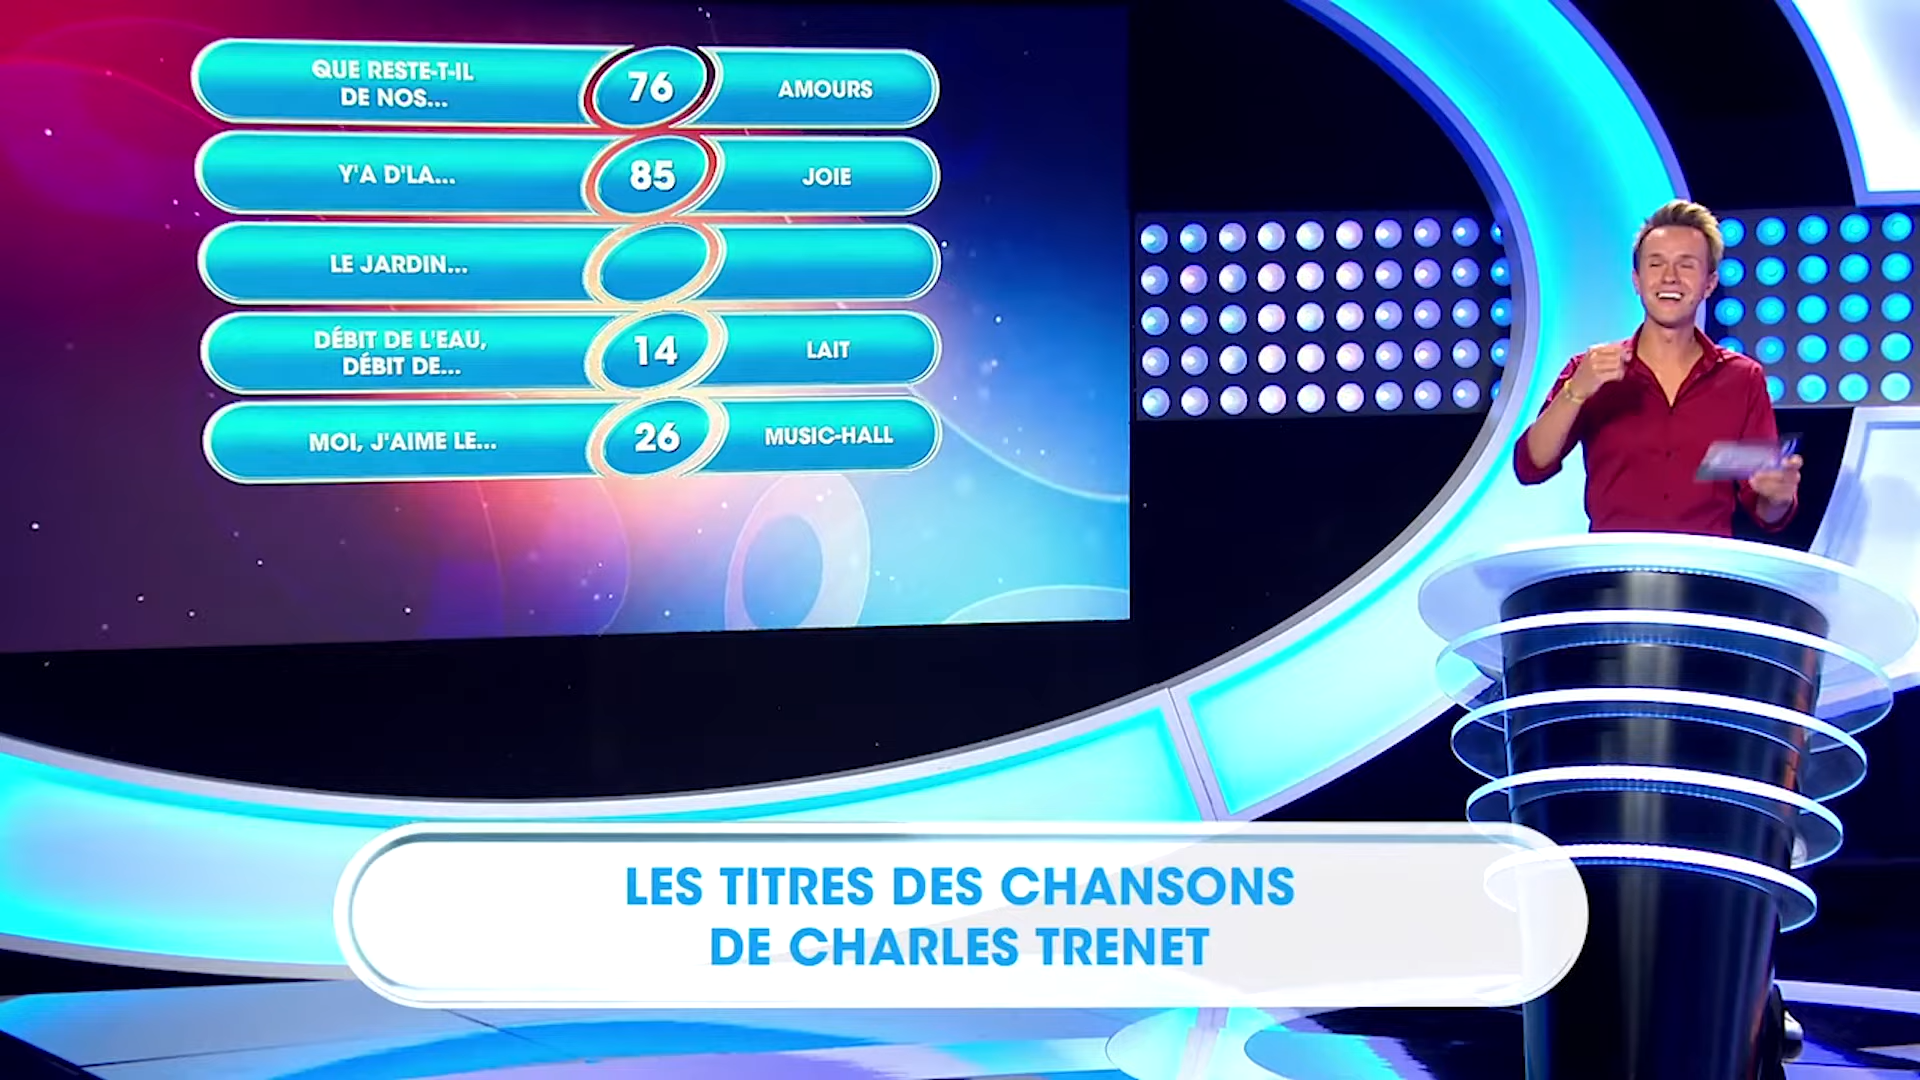 QUE RESTE-T-IL
DE NOS...
76
AMOURS
Y'A D'LA...
85
JOIE
LE JARDIN...
DÉBIT DE L'EAU,
DÉBIT DE...
14
LAIT
MOI, J'AIME LE...
26
MUSIC-HALL
LES TITRES DES CHANSONS
DE CHARLES TRENET